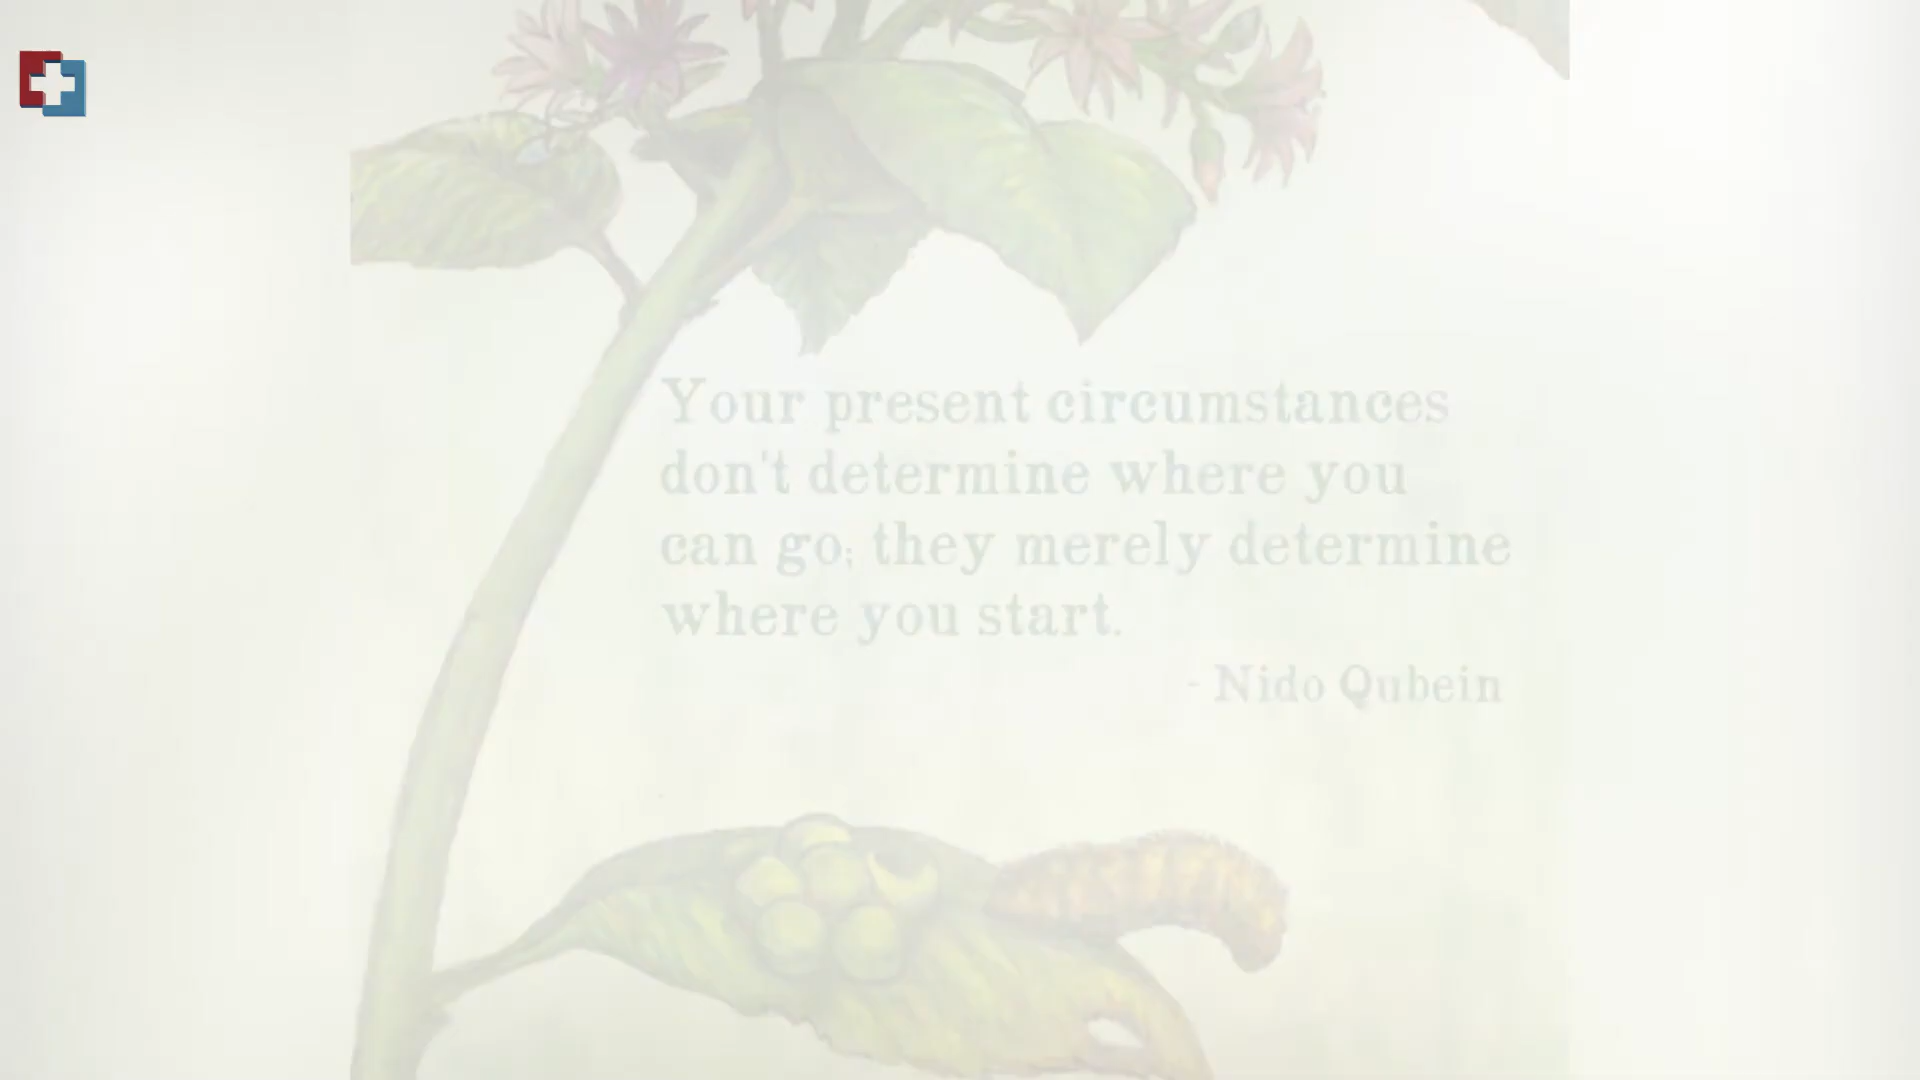 Your present circumstances
don't determine where you
can go; they merely determine
where you start.
- Nido Qubein